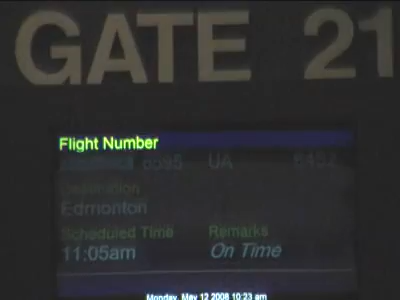 GATE 21
Flight Number
UA
Destination
Edmonton
Scheduled Time Remarks
11:05am On Time
Monday, May 12 2008 10:23 am